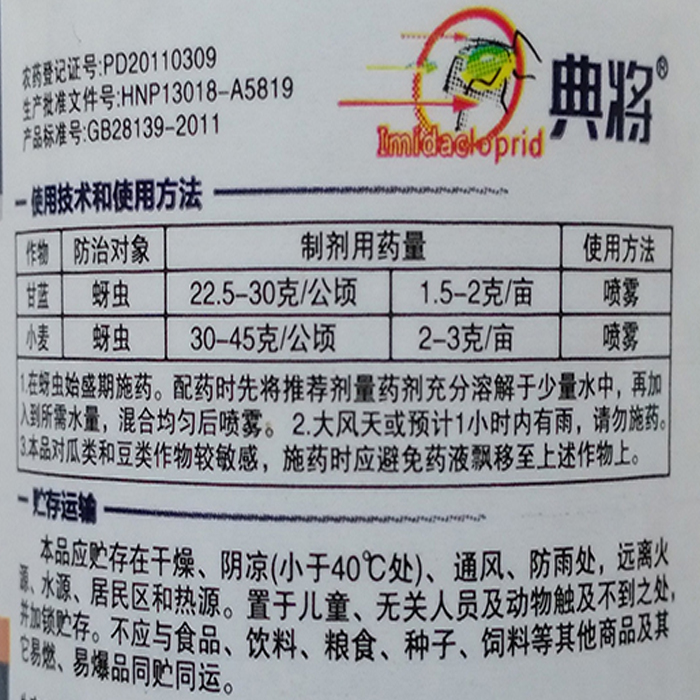 农药登记证号:PD20110309
生产批准文件号:HNP13018-A5819
产品标准号:GB28139-2011
Imidacloprid
典将®
使用技术和使用方法
作物 防治对象 制剂用药量 使用方法
甘蓝 蚜虫 22.5-30克/公顷 1.5-2克/亩 喷雾
小麦 蚜虫 30-45克/公顷 2-3克/亩 喷雾
1.在蚜虫始盛期施药。配药时先将推荐剂量药剂充分溶解于少量水中，再加
入到所需水量，混合均匀后喷雾。2.大风天或预计1小时内有雨，请勿施药。
3.本品对瓜类和豆类作物较敏感，施药时应避免药液飘移至上述作物上。
贮存运输
本品应贮存在干燥、阴凉(小于40℃处)、通风、防雨处，远离火
源、水源、居民区和热源。置于儿童、无关人员及动物触及不到之处，
并加锁贮存。不应与食品、饮料、粮食、种子、饲料等其他商品及其
它易燃、易爆品同贮同运。